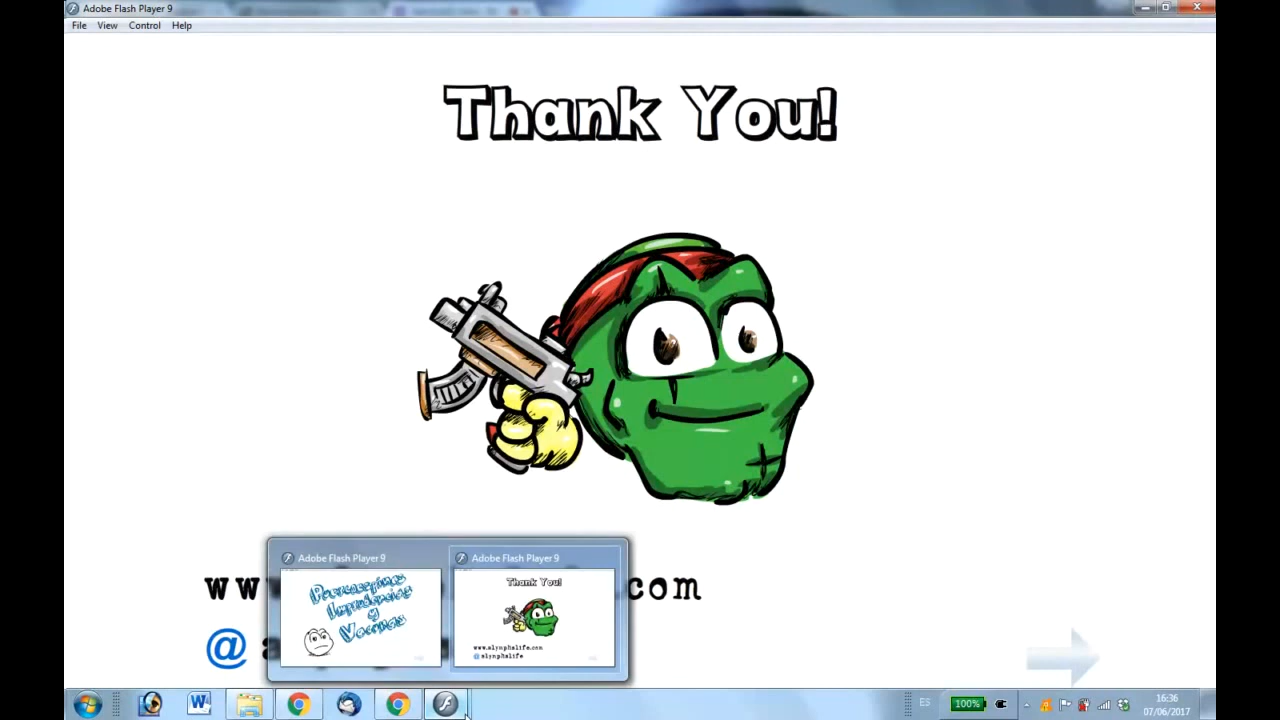 Adobe Flash Player 9
File View Control Help
Thank You!
Adobe Flash Player 9
Adobe Flash Player 9
Thank You!
www.alymphalife.com
@alymphalife
.com
@
ES
100%
16:36
07/06/2017